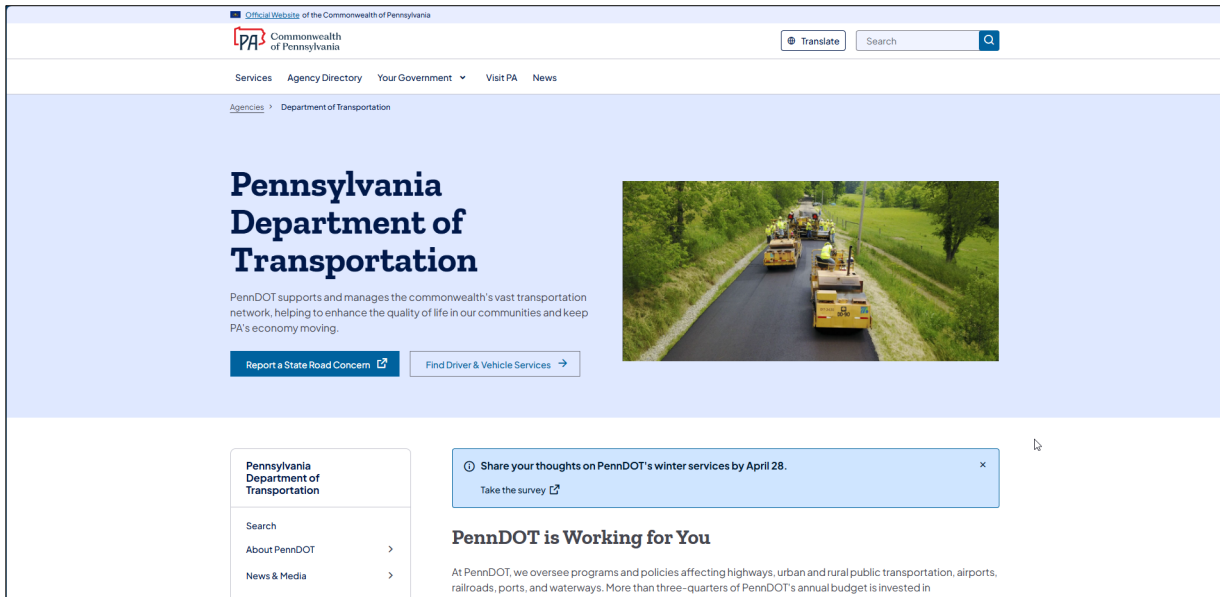 Official Website of the Commonwealth of Pennsylvania
PA Commonwealth
of Pennsylvania
Translate
Search
Services Agency Directory Your Government Visit PA News
Agencies > Department of Transportation
Pennsylvania
Department of
Transportation
PennDOT supports and manages the commonwealth's vast transportation
network, helping to enhance the quality of life in our communities and keep
PA's economy moving.
Report a State Road Concern
Find Driver & Vehicle Services
Pennsylvania
Department of
Transportation
Search
About PennDOT
News & Media
Share your thoughts on PennDOT's winter services by April 28.
Take the survey
PennDOT is Working for You
At PennDOT, we oversee programs and policies affecting highways, urban and rural public transportation, airports,
railroads, ports, and waterways. More than three-quarters of PennDOT's annual budget is invested in